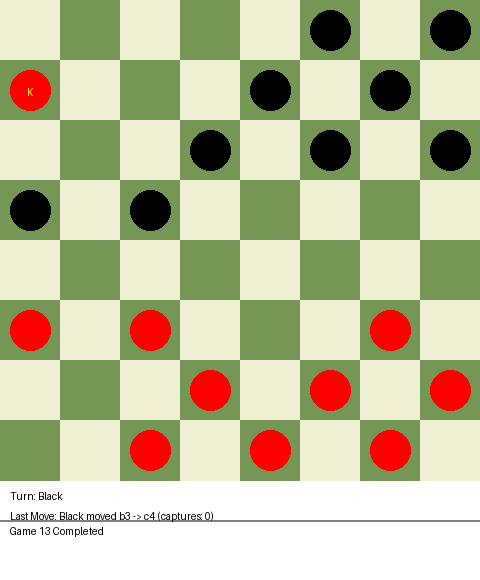 K
Turn: Black
Last Move: Black moved b3 -> c4 (captures: 0)
Game 13 Completed